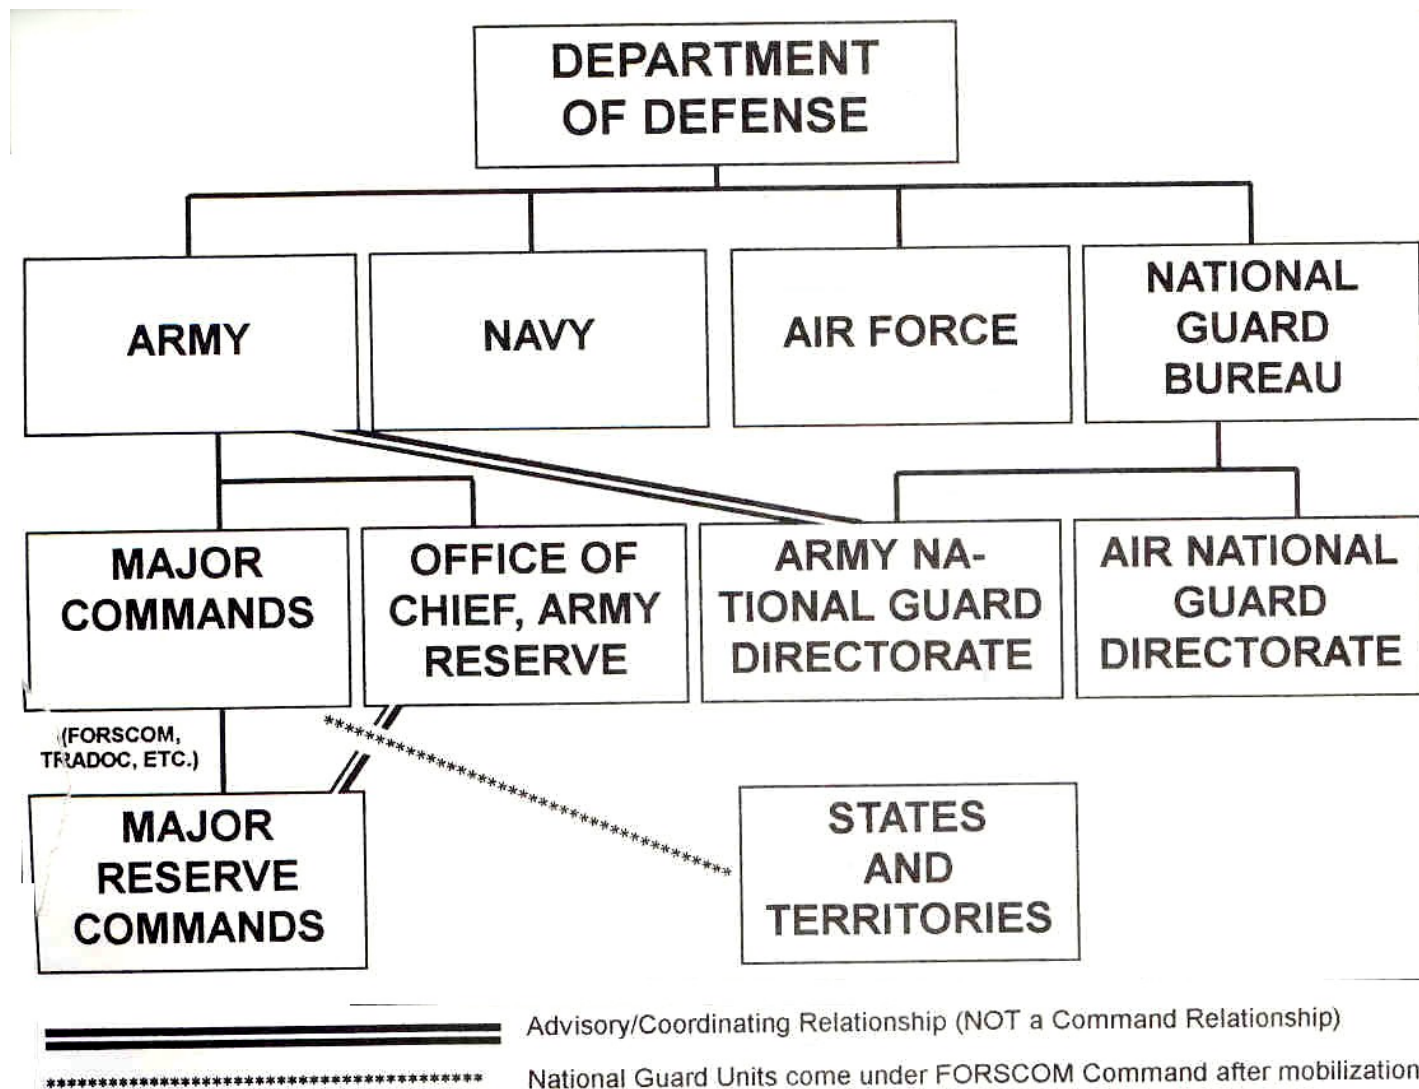 DEPARTMENT
OF DEFENSE
ARMY
NAVY
AIR FORCE
NATIONAL
GUARD
BUREAU
MAJOR
COMMANDS
OFFICE OF
CHIEF, ARMY
RESERVE
ARMY NA-
TIONAL GUARD
DIRECTORATE
AIR NATIONAL
GUARD
DIRECTORATE
(FORSCOM,
TRADOC, ETC.)
MAJOR
RESERVE
COMMANDS
STATES
AND
TERRITORIES
Advisory/Coordinating Relationship (NOT a Command Relationship)
National Guard Units come under FORSCOM Command after mobilization